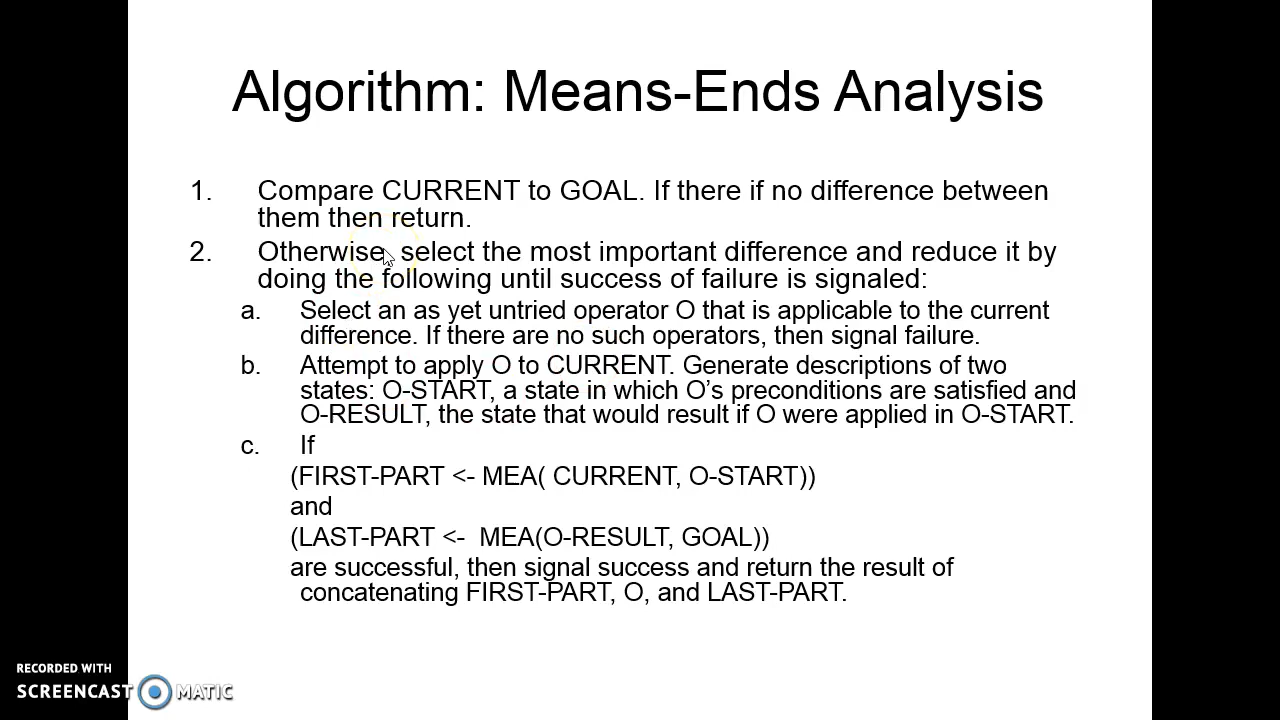 Algorithm: Means-Ends Analysis
1. Compare CURRENT to GOAL. If there if no difference between
them then return.
2. Otherwise, select the most important difference and reduce it by
doing the following until success of failure is signaled:
a. Select an as yet untried operator O that is applicable to the current
difference. If there are no such operators, then signal failure.
b. Attempt to apply O to CURRENT. Generate descriptions of two
states: O-START, a state in which O’s preconditions are satisfied and
O-RESULT, the state that would result if O were applied in O-START.
c. If
(FIRST-PART <- MEA( CURRENT, O-START))
and
(LAST-PART <-  MEA(O-RESULT, GOAL))
are successful, then signal success and return the result of
concatenating FIRST-PART, O, and LAST-PART.
RECORDED WITH
SCREENCAST MATIC